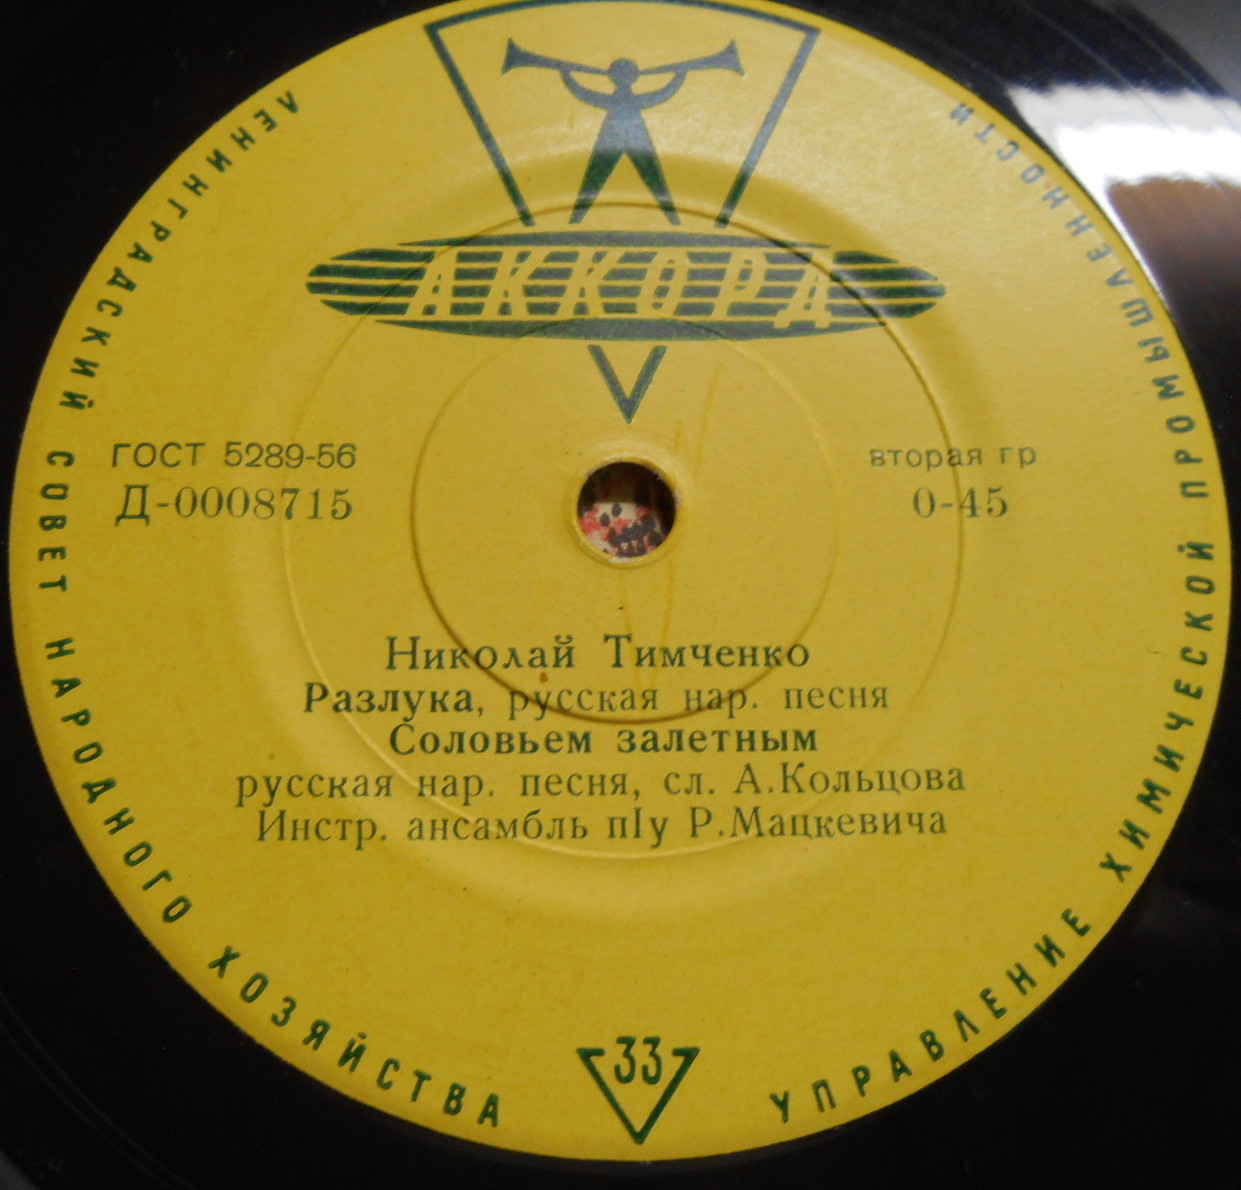 АККОРД
ЛЕНИНГРАДСКИЙ СОВЕТ НАРОДНОГО ХОЗЯЙСТВА
УПРАВЛЕНИЕ ХИМИЧЕСКОЙ ПРОМЫШЛЕННОСТИ
ГОСТ 5289-56
Д-0008715
вторая гр
0-45
Николай Тимченко
Разлука, русская нар. песня
Соловьем залетным
русская нар. песня, сл. А.Кольцова
Инстр. ансамбль п/у Р.Мацкевича
33